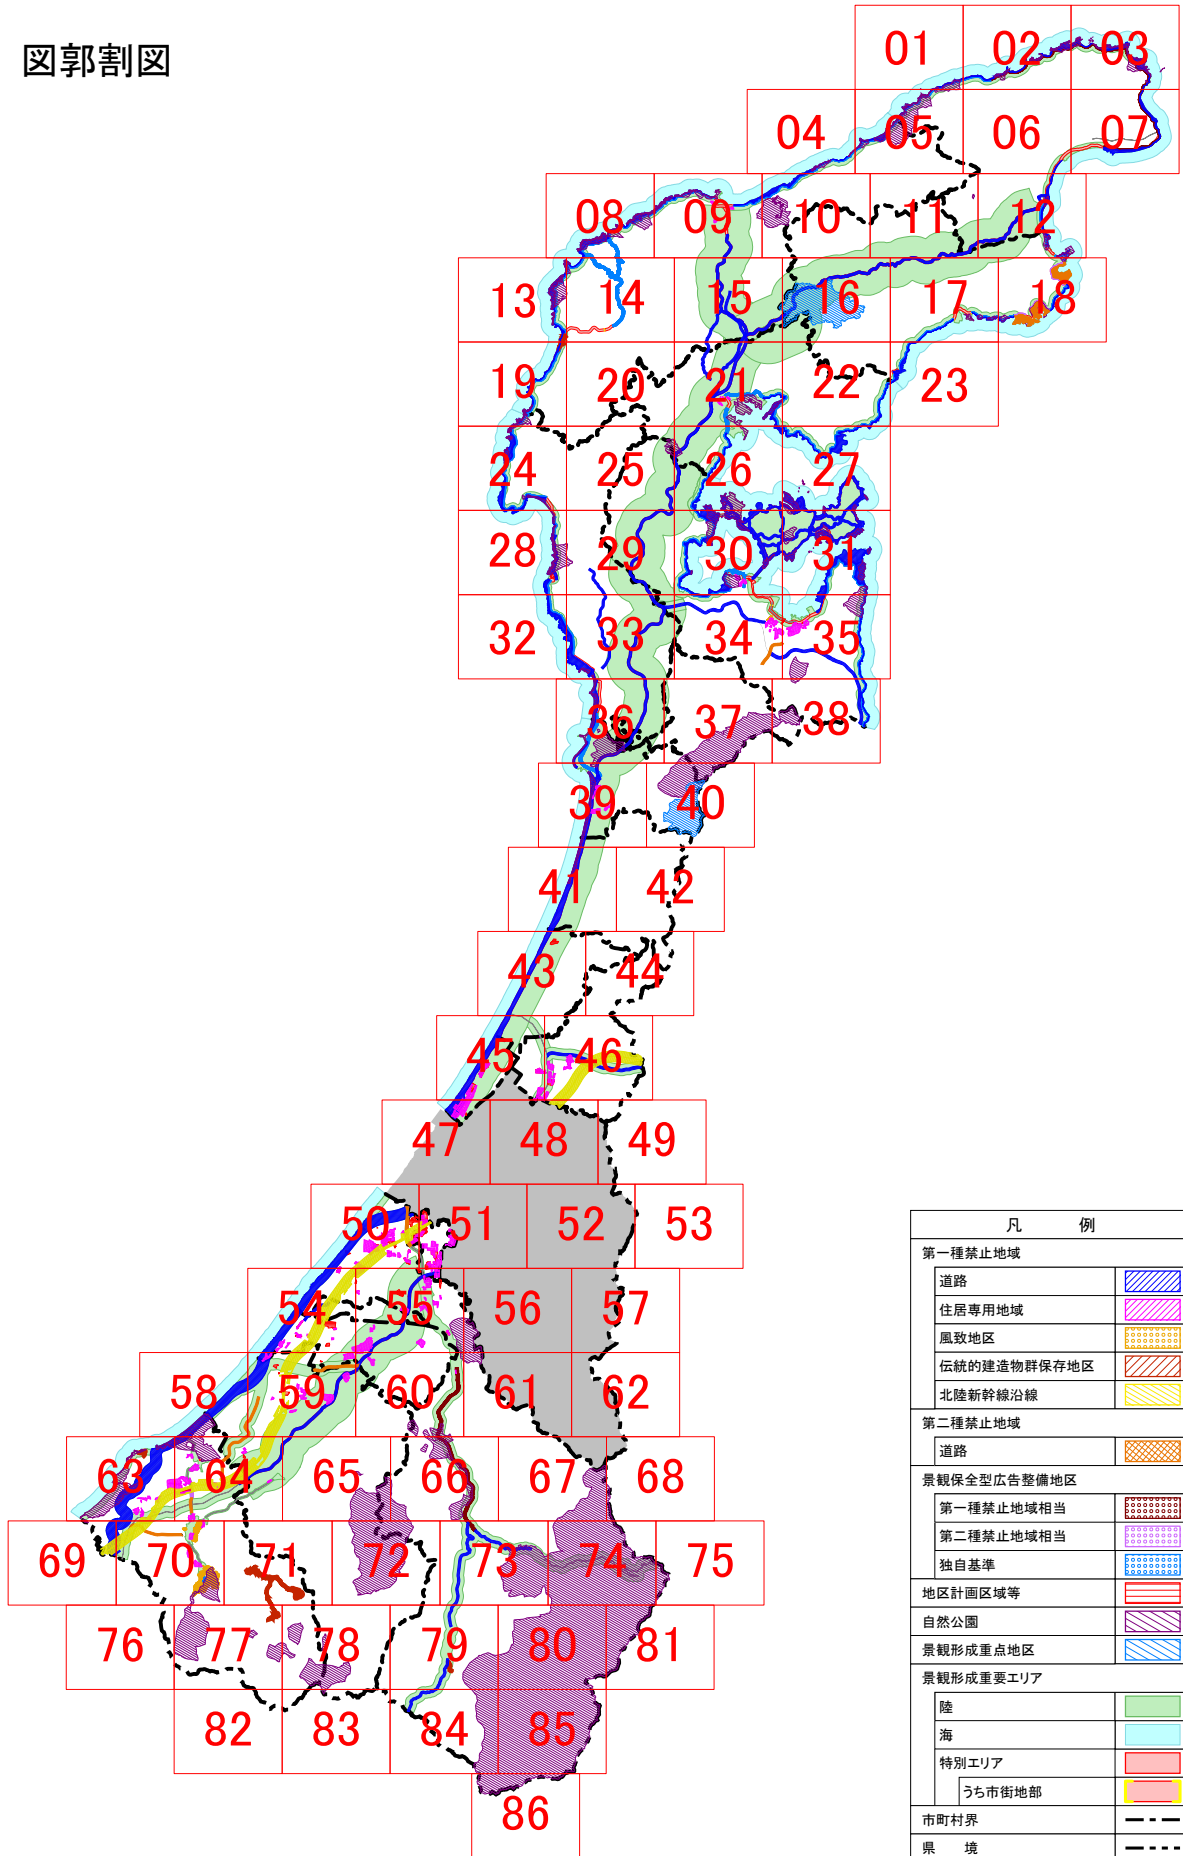 図郭割図
01 02 03
04 05 06 07
08 09 10 11 12
13 14 15 16 17 18
19 20 21 22 23
24 25 26 27
28 29 30 31
32 33 34 35
36 37 38
39 40
41 42
43 44
45 46
47 48 49
50 51 52 53
54 55 56 57
58 59 60 61 62
63 64 65 66 67 68
69 70 71 72 73 74 75
76 77 78 79 80 81
82 83 84 85
86
凡 例
第一種禁止地域
道路
住居専用地域
風致地区
伝統的建造物群保存地区
北陸新幹線沿線
第二種禁止地域
道路
景観保全型広告整備地区
第一種禁止地域相当
第二種禁止地域相当
独自基準
地区計画区域等
自然公園
景観形成重点地区
景観形成重要エリア
陸
海
特別エリア
うち市街地部
市町村界
県 境